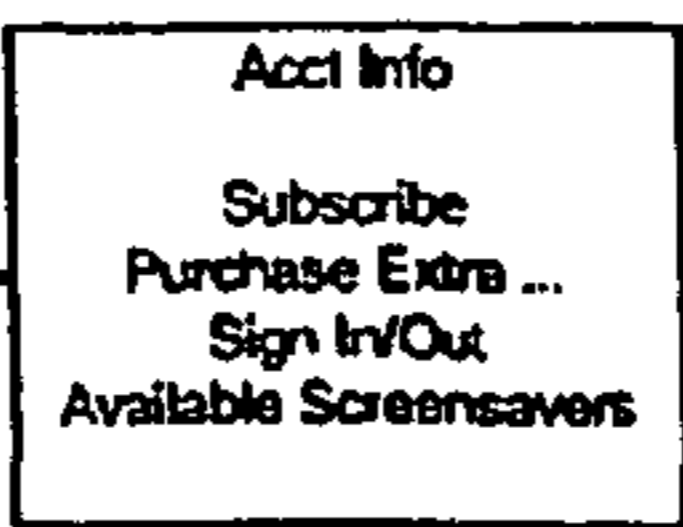 Acct Info
Subscribe
Purchase Extra ...
Sign In/Out
Available Screensavers